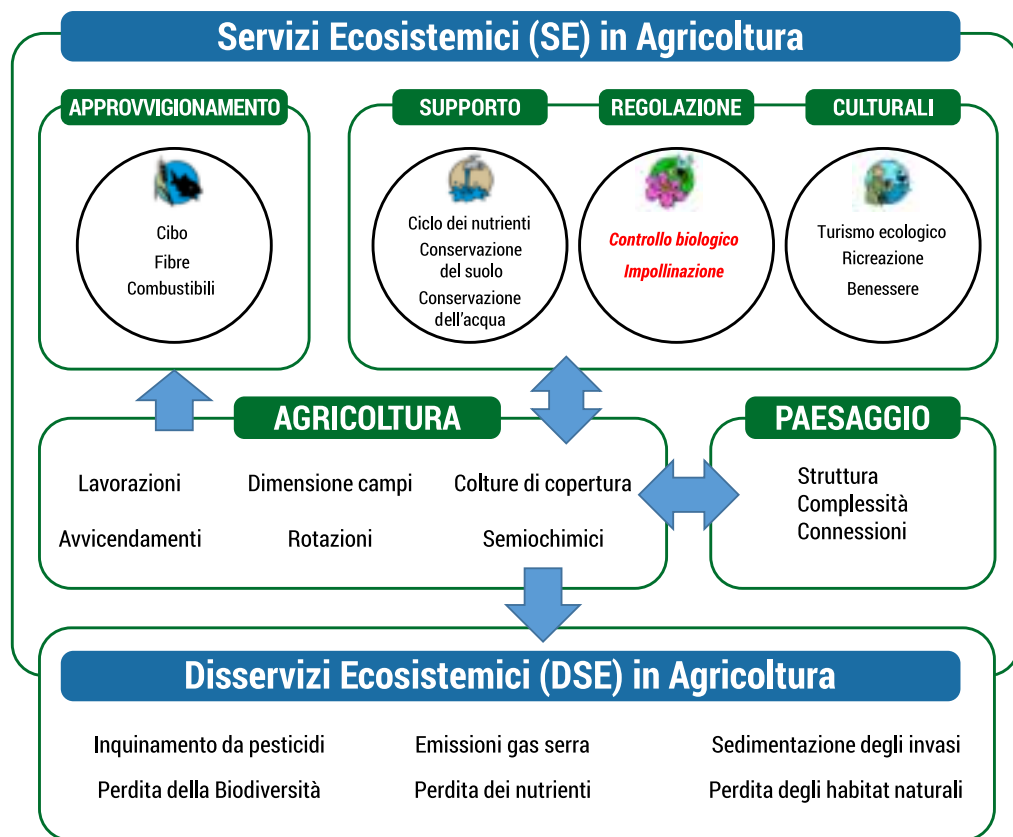 Servizi Ecosistemici (SE) in Agricoltura
APPROVVIGIONAMENTO
Cibo
Fibre
Combustibili
SUPPORTO
Ciclo dei nutrienti
Conservazione
del suolo
Conservazione
dell'acqua
REGOLAZIONE
Controllo biologico
Impollinazione
CULTURALI
Turismo ecologico
Ricreazione
Benessere
AGRICOLTURA
Lavorazioni
Dimensione campi
Colture di copertura
Avvicendamenti
Rotazioni
Semiochimici
PAESAGGIO
Struttura
Complessità
Connessioni
Disservizi Ecosistemici (DSE) in Agricoltura
Inquinamento da pesticidi
Emissioni gas serra
Sedimentazione degli invasi
Perdita della Biodiversità
Perdita dei nutrienti
Perdita degli habitat naturali